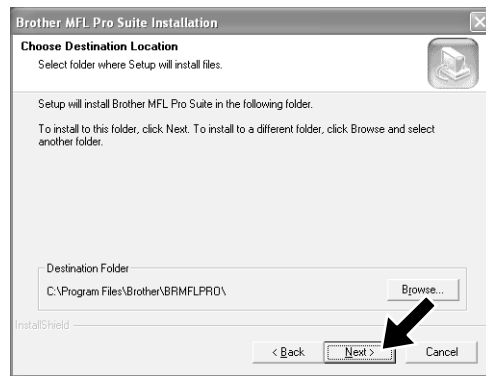 Brother MFL Pro Suite Installation
Choose Destination Location
Select folder where Setup will install files.
Setup will install Brother MFL Pro Suite in the following folder.
To install to this folder, click Next. To install to a different folder, click Browse and select
another folder.
Destination Folder
C:\Program Files\Brother\BRMFLPRO\
Browse...
InstallShield
< Back
Next >
Cancel